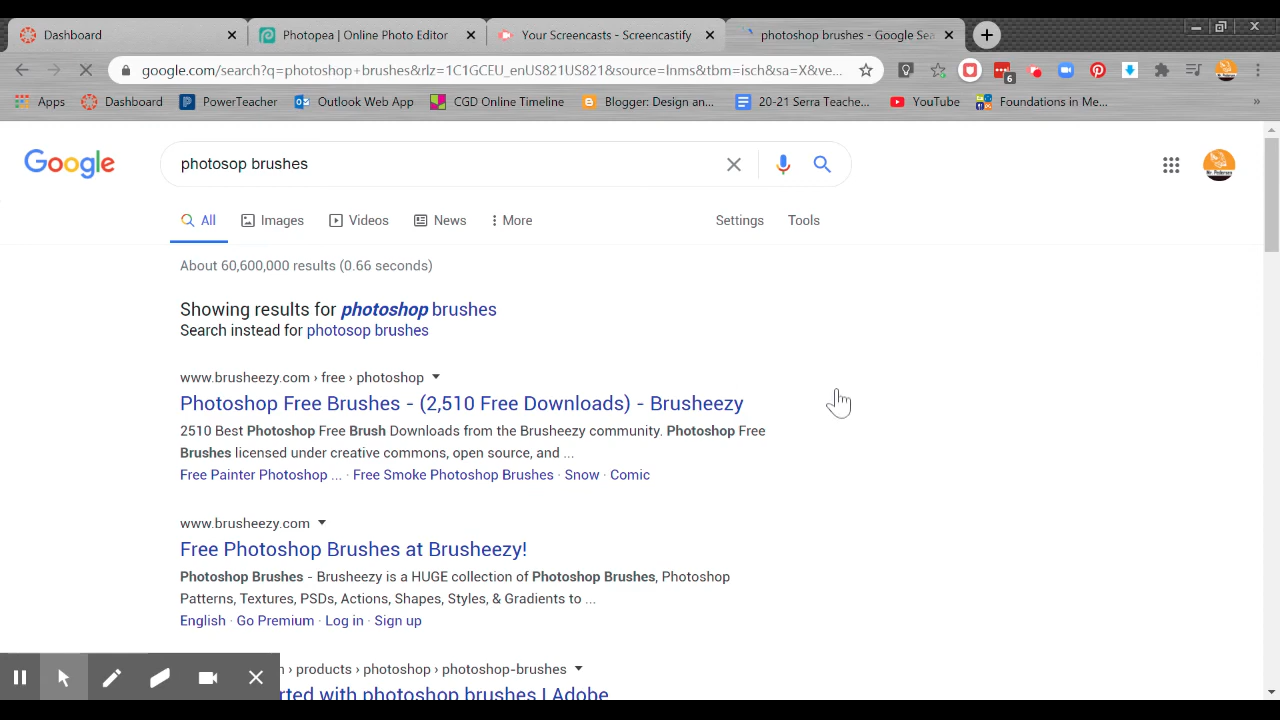 Dashboard
Photopea | Online Photo Editor
Your Screencasts - Screencastify
photoshop brushes - Google Sea
google.com/search?q=photoshop+brushes&rlz=1C1GCEU_enUS821US821&source=lnms&tbm=isch&sa=X&ve...
6
Apps
Dashboard
PowerTeacher
Outlook Web App
CGD Online Timeline
Blogger: Design an...
20-21 Serra Teache...
YouTube
Foundations in Me...
»
Google
photosop brushes
All
Images
Videos
News
More
Settings
Tools
About 60,600,000 results (0.66 seconds)
Showing results for photoshop brushes
Search instead for photosop brushes
www.brusheezy.com › free › photoshop
Photoshop Free Brushes - (2,510 Free Downloads) - Brusheezy
2510 Best Photoshop Free Brush Downloads from the Brusheezy community. Photoshop Free
Brushes licensed under creative commons, open source, and ...
Free Painter Photoshop ... · Free Smoke Photoshop Brushes · Snow · Comic
www.brusheezy.com
Free Photoshop Brushes at Brusheezy!
Photoshop Brushes - Brusheezy is a HUGE collection of Photoshop Brushes, Photoshop
Patterns, Textures, PSDs, Actions, Shapes, Styles, & Gradients to ...
English · Go Premium · Log in · Sign up
› products › photoshop › photoshop-brushes
with photoshop brushes | Adobe